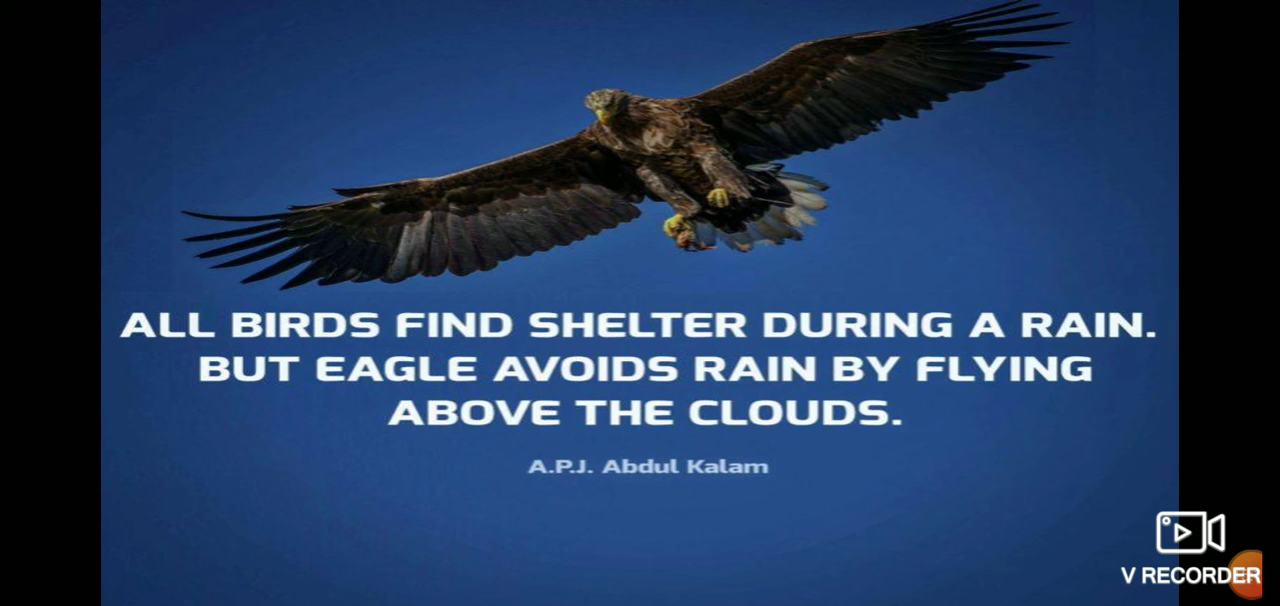 ALL BIRDS FIND SHELTER DURING A RAIN.
BUT EAGLE AVOIDS RAIN BY FLYING
ABOVE THE CLOUDS.
A.P.J. Abdul Kalam
V RECORDER